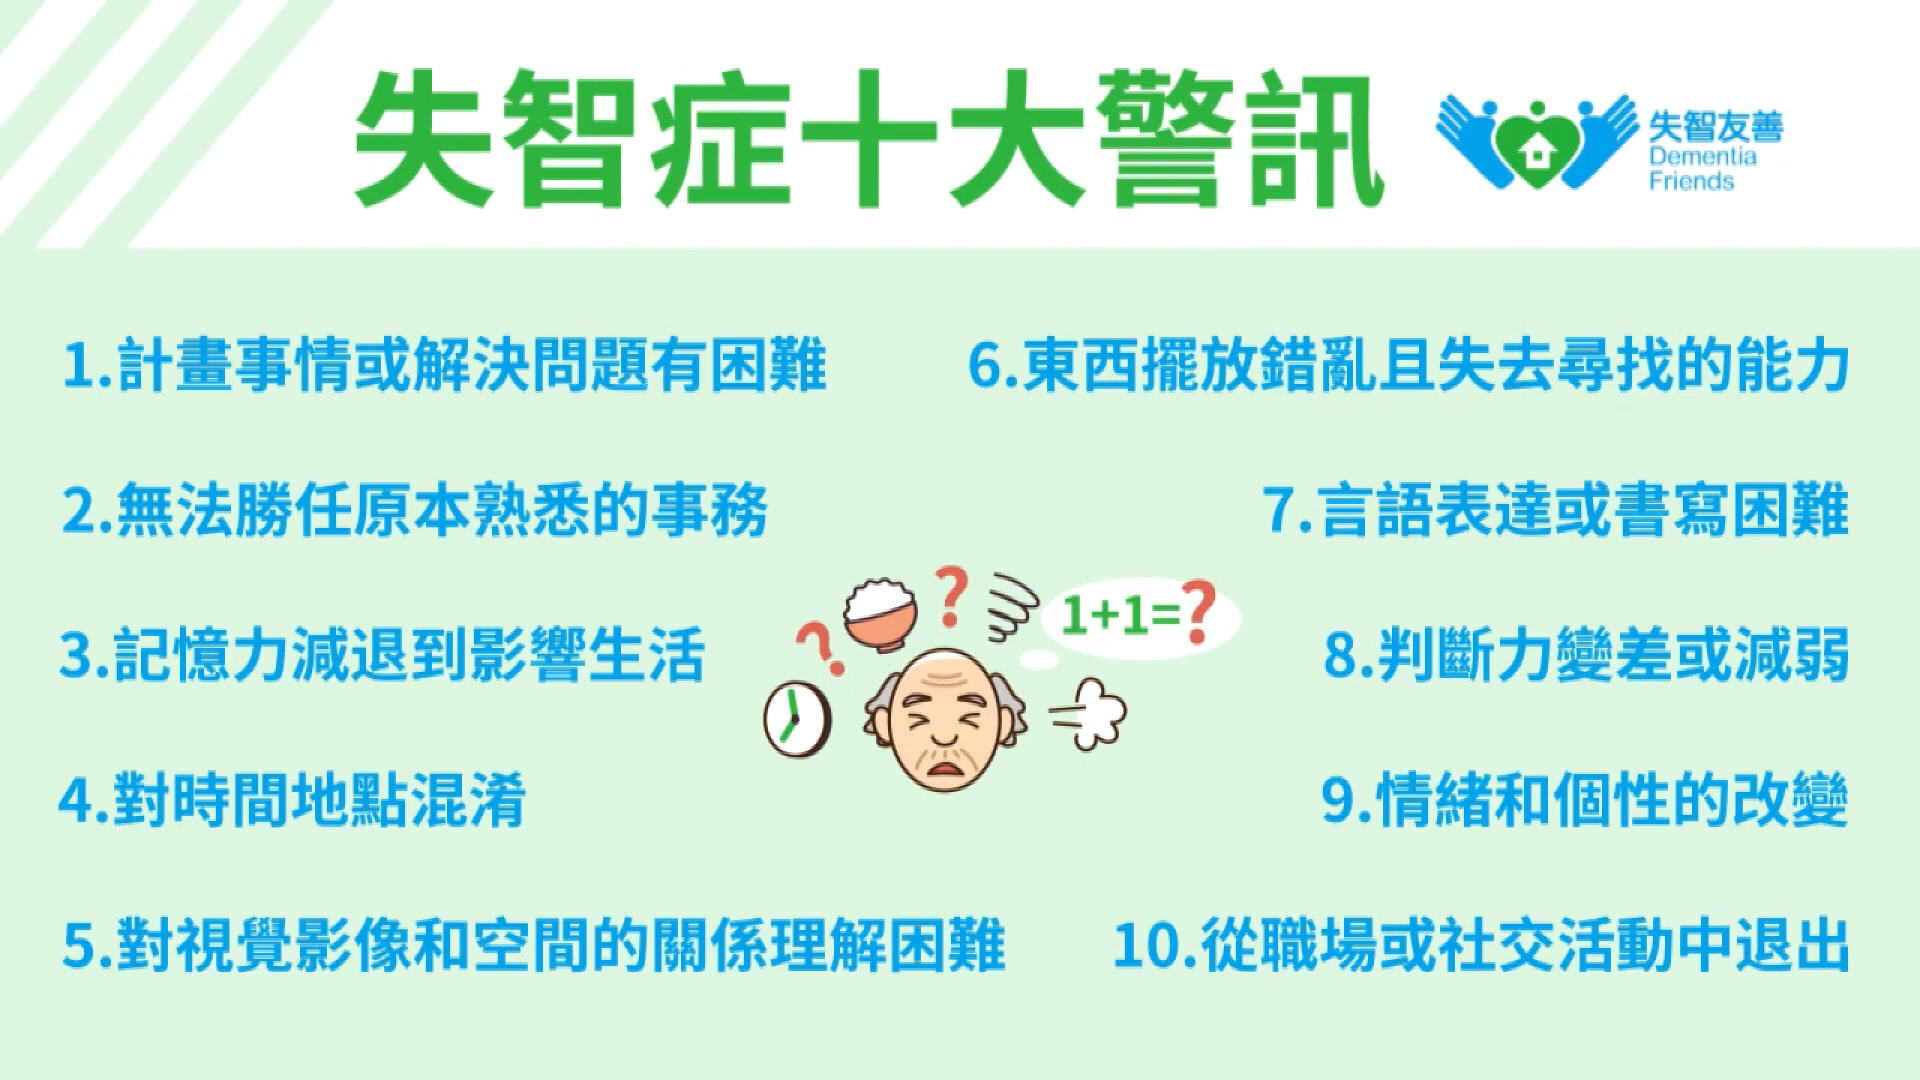 失智症十大警訊
失智友善
Dementia
Friends
1.計畫事情或解決問題有困難
2.無法勝任原本熟悉的事務
3.記憶力減退到影響生活
4.對時間地點混淆
5.對視覺影像和空間的關係理解困難
6.東西擺放錯亂且失去尋找的能力
7.言語表達或書寫困難
8.判斷力變差或減弱
9.情緒和個性的改變
10.從職場或社交活動中退出
?
?
1+1=?